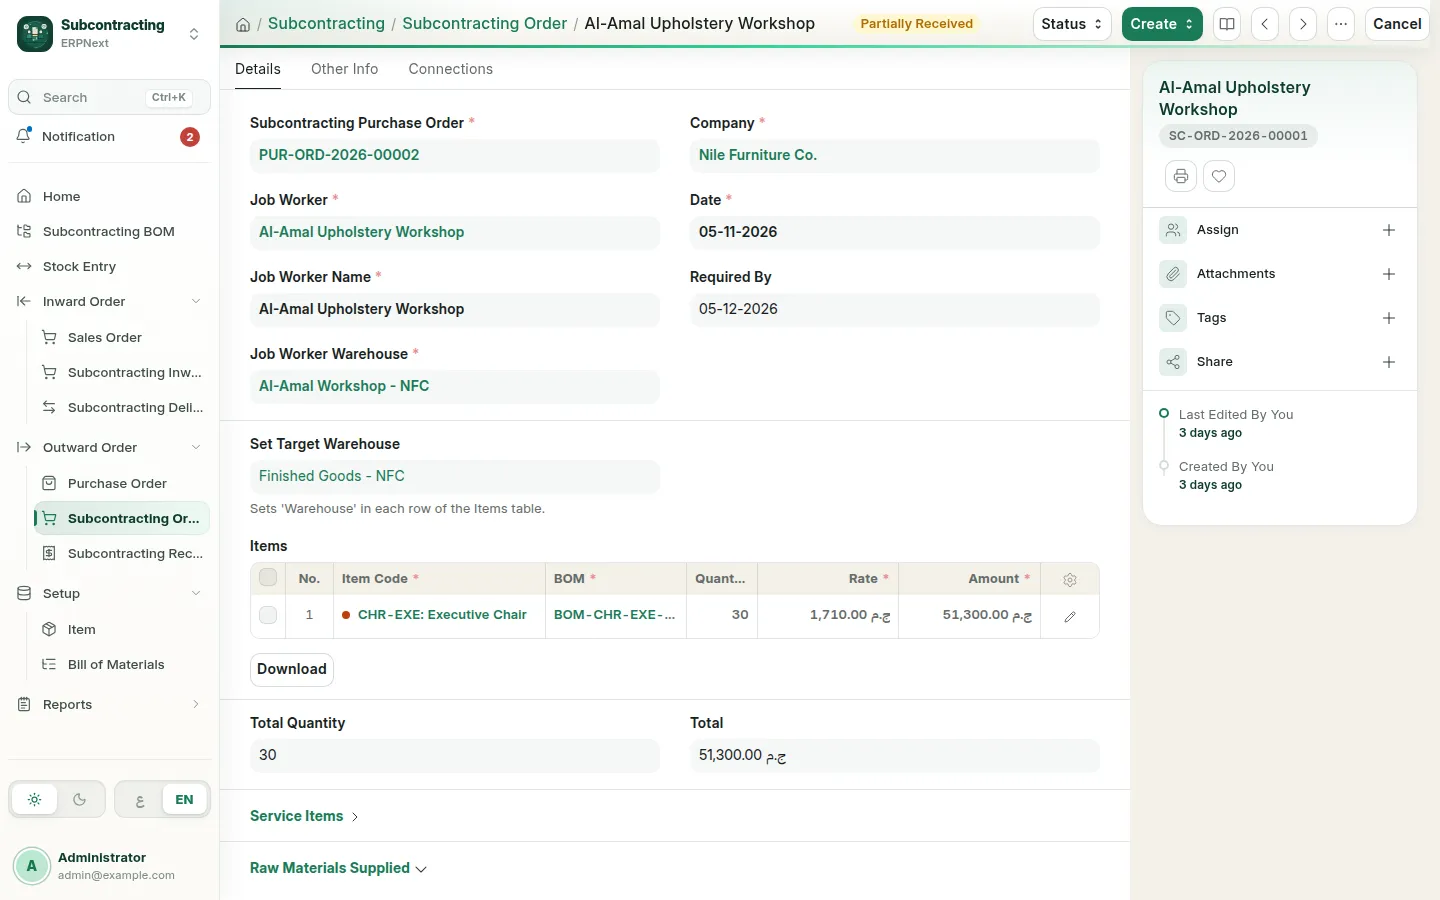 Subcontracting
ERPNext
Search Ctrl+K
Notification 2
Home
Subcontracting BOM
Stock Entry
Inward Order
Sales Order
Subcontracting Inw...
Subcontracting Deli...
Outward Order
Purchase Order
Subcontracting Or...
Subcontracting Rec...
Setup
Item
Bill of Materials
Reports
ع EN
A
Administrator
admin@example.com
/ Subcontracting / Subcontracting Order / Al-Amal Upholstery Workshop Partially Received Status Create ... Cancel
Details Other Info Connections
Subcontracting Purchase Order *
PUR-ORD-2026-00002
Company *
Nile Furniture Co.
Job Worker *
Al-Amal Upholstery Workshop
Date *
05-11-2026
Job Worker Name *
Al-Amal Upholstery Workshop
Required By
05-12-2026
Job Worker Warehouse *
Al-Amal Workshop - NFC
Set Target Warehouse
Finished Goods - NFC
Sets 'Warehouse' in each row of the Items table.
Items
No. Item Code * BOM * Quant... Rate * Amount *
1 CHR-EXE: Executive Chair BOM-CHR-EXE-... 30 1,710.00 ج.م 51,300.00 ج.م
Download
Total Quantity
30
Total
51,300.00 ج.م
Service Items
Raw Materials Supplied
Al-Amal Upholstery
Workshop
SC-ORD-2026-00001
Assign
Attachments
Tags
Share
Last Edited By You
3 days ago
Created By You
3 days ago